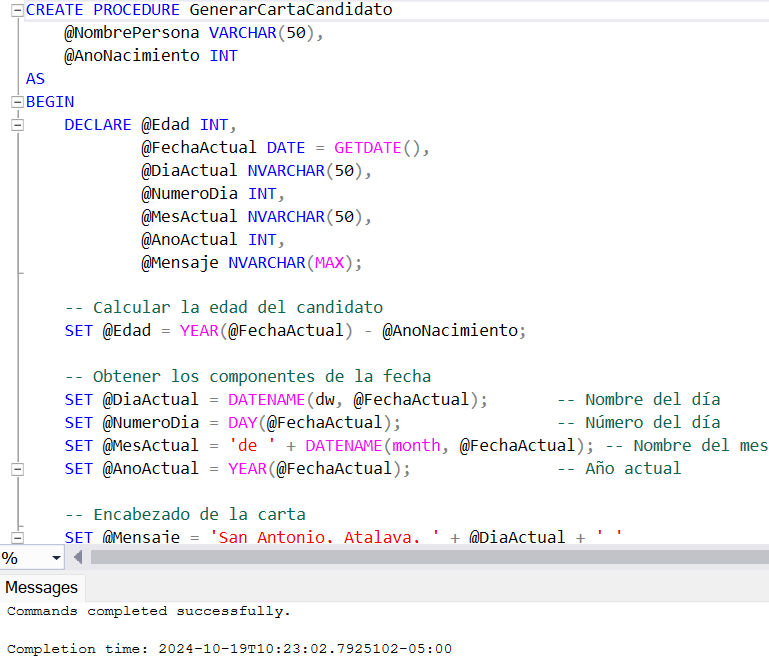 CREATE PROCEDURE GenerarCartaCandidato
@NombrePersona VARCHAR(50),
@AnoNacimiento INT
AS
BEGIN
DECLARE @Edad INT,
@FechaActual DATE = GETDATE(),
@DiaActual NVARCHAR(50),
@NumeroDia INT,
@MesActual NVARCHAR(50),
@AnoActual INT,
@Mensaje NVARCHAR(MAX);
-- Calcular la edad del candidato
SET @Edad = YEAR(@FechaActual) - @AnoNacimiento;
-- Obtener los componentes de la fecha
SET @DiaActual = DATENAME(dw, @FechaActual); -- Nombre del día
SET @NumeroDia = DAY(@FechaActual); -- Número del día
SET @MesActual = 'de ' + DATENAME(month, @FechaActual); -- Nombre del mes
SET @AnoActual = YEAR(@FechaActual); -- Año actual
-- Encabezado de la carta
SET @Mensaje = 'San Antonio, Atalaya, ' + @DiaActual + ' '
%
Messages
Commands completed successfully.
Completion time: 2024-10-19T10:23:02.7925102-05:00